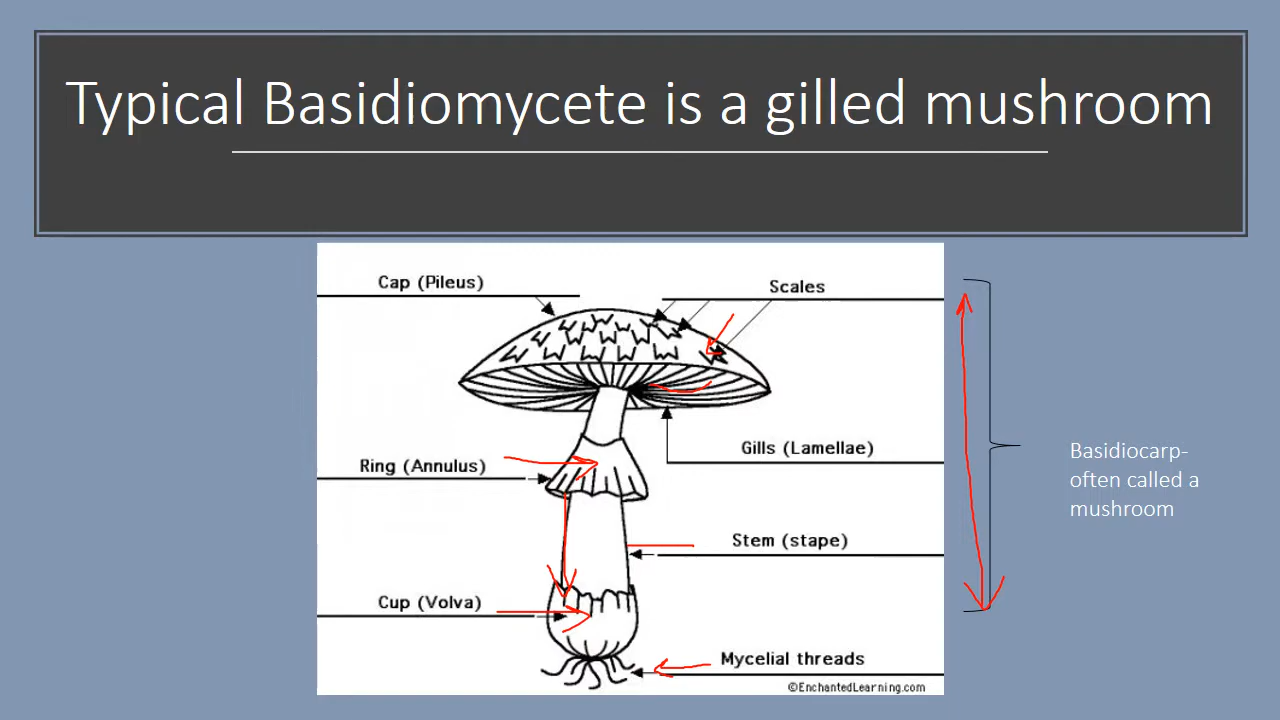 Typical Basidiomycete is a gilled mushroom
Cap (Pileus)
Scales
Gills (Lamellae)
Ring (Annulus)
Stem (stape)
Cup (Volva)
Mycelial threads
©EnchantedLearning.com
Basidiocarp-
often called a
mushroom